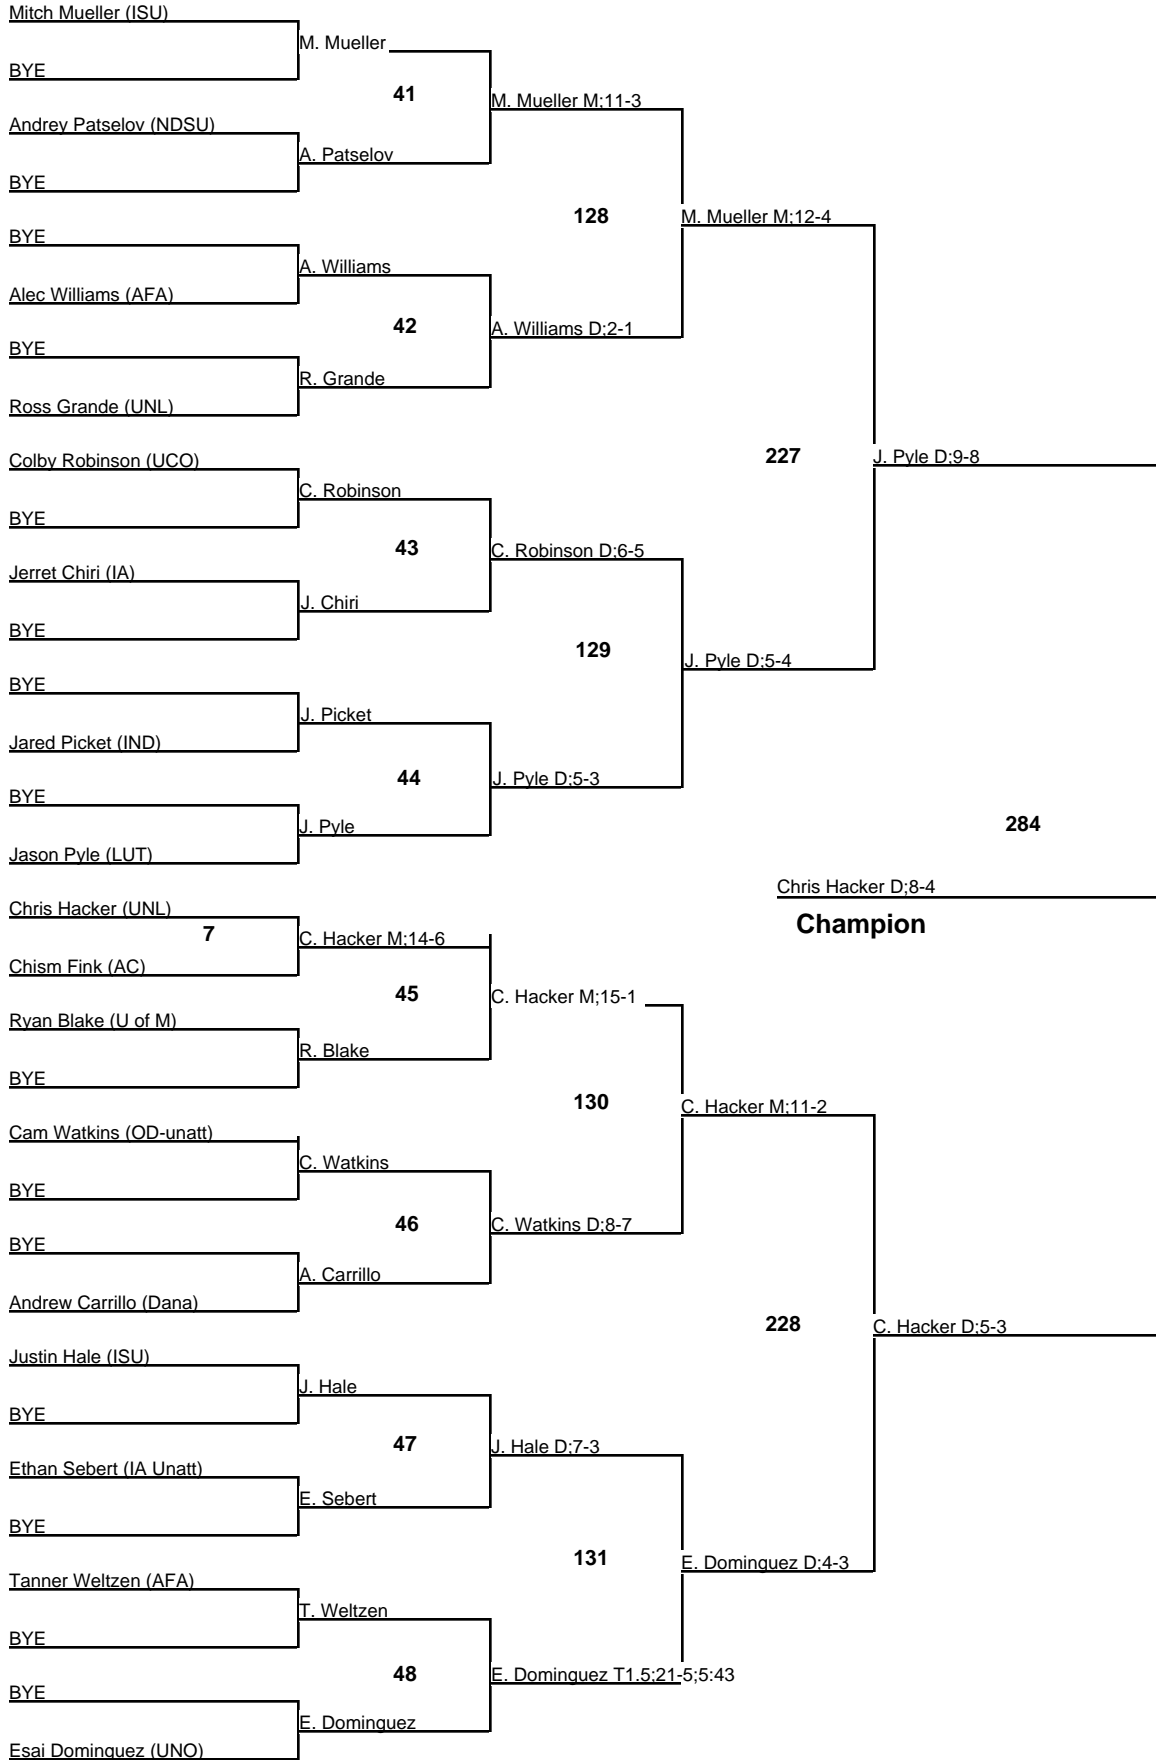 Mitch Mueller (ISU)
M. Mueller
BYE
41
M. Mueller M;11-3
Andrey Patselov (NDSU)
A. Patselov
BYE
128
M. Mueller M;12-4
BYE
A. Williams
Alec Williams (AFA)
42
A. Williams D;2-1
BYE
R. Grande
Ross Grande (UNL)
227
J. Pyle D;9-8
Colby Robinson (UCO)
C. Robinson
BYE
43
C. Robinson D;6-5
Jerret Chiri (IA)
J. Chiri
BYE
129
J. Pyle D;5-4
BYE
J. Picket
Jared Picket (IND)
44
J. Pyle D;5-3
BYE
J. Pyle
Jason Pyle (LUT)
284
Chris Hacker D;8-4
Champion
Chris Hacker (UNL)
7
C. Hacker M;14-6
Chism Fink (AC)
45
C. Hacker M;15-1
Ryan Blake (U of M)
R. Blake
BYE
130
C. Hacker M;11-2
Cam Watkins (OD-unatt)
C. Watkins
BYE
46
C. Watkins D;8-7
BYE
A. Carrillo
Andrew Carrillo (Dana)
228
C. Hacker D;5-3
Justin Hale (ISU)
J. Hale
BYE
47
J. Hale D;7-3
Ethan Sebert (IA Unatt)
E. Sebert
BYE
131
E. Dominguez D;4-3
Tanner Weltzen (AFA)
T. Weltzen
BYE
48
E. Dominguez T1.5;21-5;5:43
BYE
E. Dominguez
Esai Dominguez (UNO)